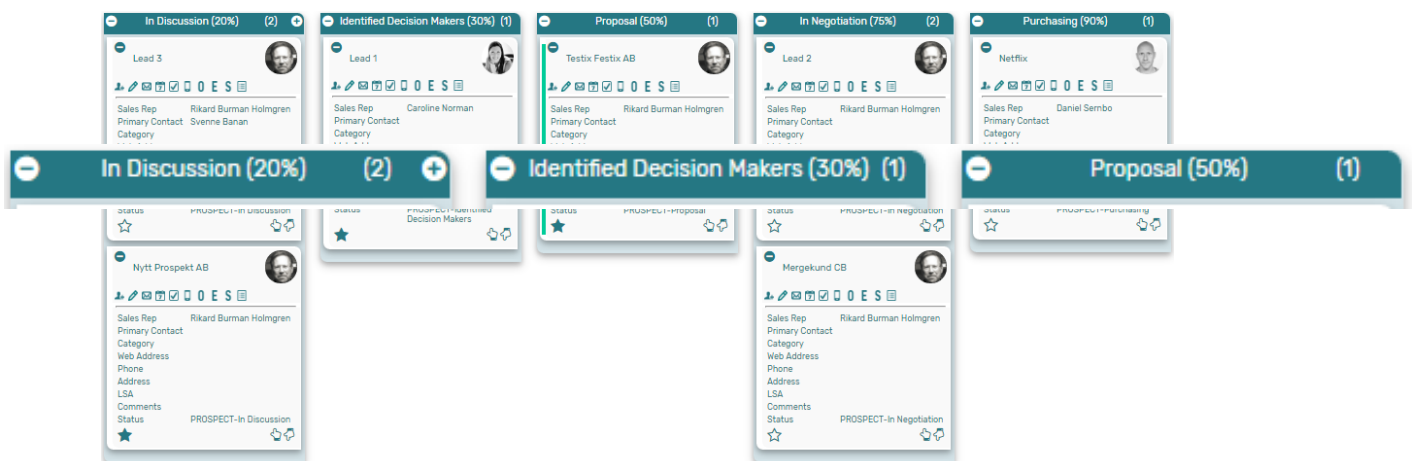 In Discussion (20%) (2)
Lead 3
O E S
Sales Rep Rikard Burman Holmgren
Primary Contact Svenne Banan
Category
Identified Decision Makers (30%) (1)
Lead 1
O E S
Sales Rep Caroline Norman
Primary Contact
Category
Proposal (50%) (1)
Testix Festix AB
O E S
Sales Rep Rikard Burman Holmgren
Primary Contact
Category
In Negotiation (75%) (2)
Lead 2
O E S
Sales Rep Rikard Burman Holmgren
Primary Contact
Category
Purchasing (90%) (1)
Netflix
O E S
Sales Rep Daniel Sernbo
Primary Contact
Category
In Discussion (20%) (2)
Identified Decision Makers (30%) (1)
Proposal (50%) (1)
Status PROSPECT-In Discussion
Status PROSPECT-Identified
Decision Makers
Status PROSPECT-Proposal
Status PROSPECT-In Negotiation
Status PROSPECT-Purchasing
Nytt Prospekt AB
O E S
Sales Rep Rikard Burman Holmgren
Primary Contact
Category
Web Address
Phone
Address
LSA
Comments
Status PROSPECT-In Discussion
Mergekund CB
O E S
Sales Rep Rikard Burman Holmgren
Primary Contact
Category
Web Address
Phone
Address
LSA
Comments
Status PROSPECT-In Negotiation